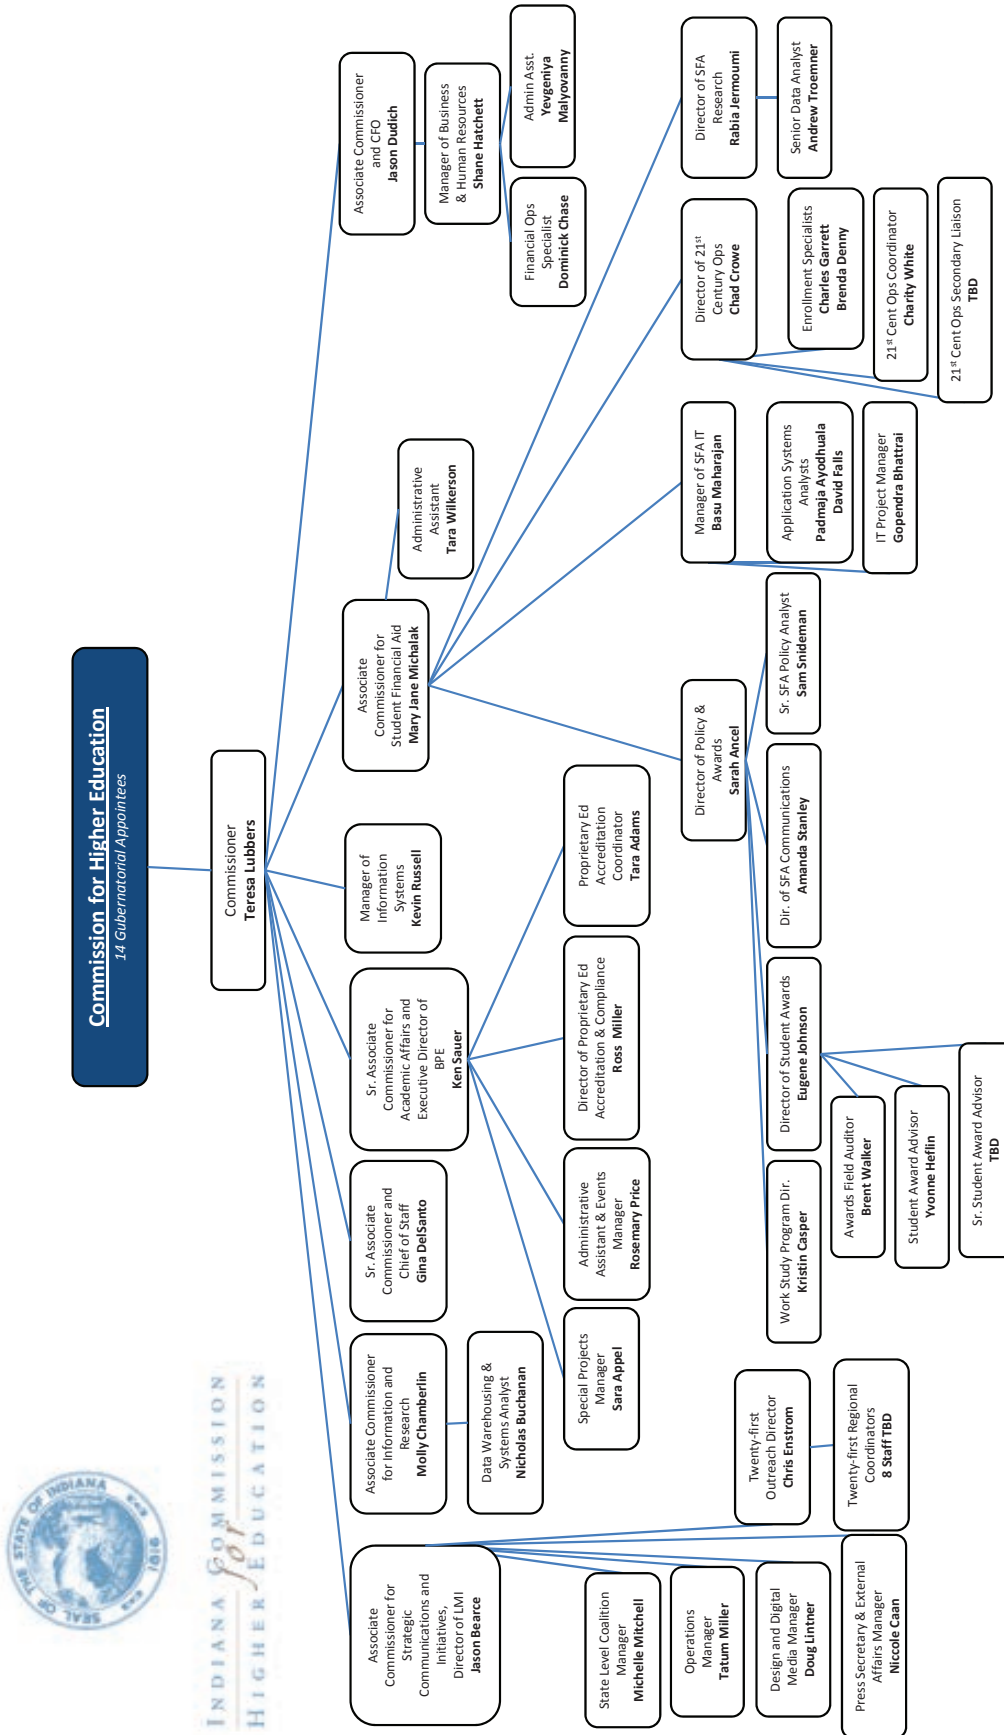 SEAL OF THE STATE OF INDIANA
1816
INDIANA COMMISSION
for
HIGHER EDUCATION
Commission for Higher Education
14 Gubernatorial Appointees
Commissioner
Teresa Lubbers
Associate
Commissioner for
Strategic
Communications and
Initiatives,
Director of LMI
Jason Bearce
Associate Commissioner
for Information and
Research
Molly Chamberlin
Sr. Associate
Commissioner and
Chief of Staff
Gina DelSanto
Sr. Associate
Commissioner for
Academic Affairs and
Executive Director of
BPE
Ken Sauer
Manager of
Information
Systems
Kevin Russell
Associate
Commissioner for
Student Financial Aid
Mary Jane Michalak
Administrative
Assistant
Tara Wilkerson
Associate Commissioner
and CFO
Jason Dudich
Manager of Business
& Human Resources
Shane Hatchett
Financial Ops
Specialist
Dominick Chase
Admin Asst.
Yevgeniya
Malyovanny
Data Warehousing &
Systems Analyst
Nicholas Buchanan
Special Projects
Manager
Sara Appel
Administrative
Assistant & Events
Manager
Rosemary Price
Director of Proprietary Ed
Accreditation & Compliance
Ross Miller
Proprietary Ed
Accreditation
Coordinator
Tara Adams
State Level Coalition
Manager
Michelle Mitchell
Operations
Manager
Tatum Miller
Design and Digital
Media Manager
Doug Lintner
Press Secretary & External
Affairs Manager
Niccole Caan
Twenty-first
Outreach Director
Chris Enstrom
Twenty-first Regional
Coordinators
8 Staff TBD
Director of Policy &
Awards
Sarah Ancel
Manager of SFA IT
Basu Maharajan
Director of 21st
Century Ops
Chad Crowe
Director of SFA
Research
Rabia Jermoumi
Work Study Program Dir.
Kristin Casper
Director of Student Awards
Eugene Johnson
Dir. of SFA Communications
Amanda Stanley
Sr. SFA Policy Analyst
Sam Snideman
Awards Field Auditor
Brent Walker
Student Award Advisor
Yvonne Heflin
Sr. Student Award Advisor
TBD
Application Systems
Analysts
Padmaja Ayodhuala
David Falls
IT Project Manager
Gopendra Bhattrai
Enrollment Specialists
Charles Garrett
Brenda Denny
21st Cent Ops Coordinator
Charity White
21st Cent Ops Secondary Liaison
TBD
Senior Data Analyst
Andrew Troemner